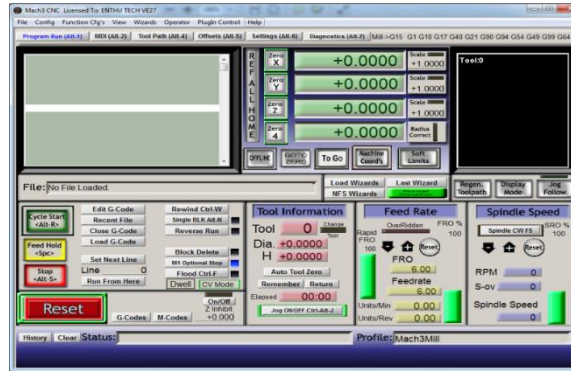 Mach3 CNC Licensed To: ENTHU TECH VE27
File Config Function Cfg's View Wizards Operator PlugIn Control Help
Program Run (Alt-1) MDI (Alt-2) Tool Path (Alt-4) Offsets (Alt-5) Settings (Alt-6) Diagnostics (Alt-7) Mill->G15 G1 G10 G17 G40 G21 G90 G94 G54 G49 G99 G64
REF ALL HOME
Zero X +0.0000 Scale +1.0000
Zero Y +0.0000 Scale +1.0000
Zero Z +0.0000 Scale +1.0000
Zero 4 +0.0000 Radius Correct
Tool:0
OFFLINE GOTO ZERO To Go Machine Coord's Soft Limits
File: No File Loaded.
Load Wizards Last Wizard
NFS Wizards
Regen. Toolpath Display Mode Jog Follow
Cycle Start <Alt-R>
Feed Hold <Spc>
Stop <Alt-S>
Edit G-Code Rewind Ctrl-W
Recent File Single BLK Alt-N
Close G-Code Reverse Run
Load G-Code
Set Next Line Block Delete
M1 Optional Stop
Line 0 Flood Ctrl-F
Run From Here Dwell CV Mode
Reset
G-Codes M-Codes
On/Off
Z Inhibit
+0.000
Tool Information
Tool 0 Change Tool
Dia. +0.0000
H +0.0000
Auto Tool Zero
Remember Return
Elapsed 00:00
Jog ON/OFF Ctrl-Alt-J
Feed Rate
OverRidden FRO %
Rapid FRO 100
100
Reset
FRO
6.00
Feedrate
6.00
Units/Min 0.00
Units/Rev 0.00
Spindle Speed
Spindle CW F5 SRO %
100
Reset
RPM 0
S-ov 0
Spindle Speed
0
History Clear Status: Profile: Mach3Mill